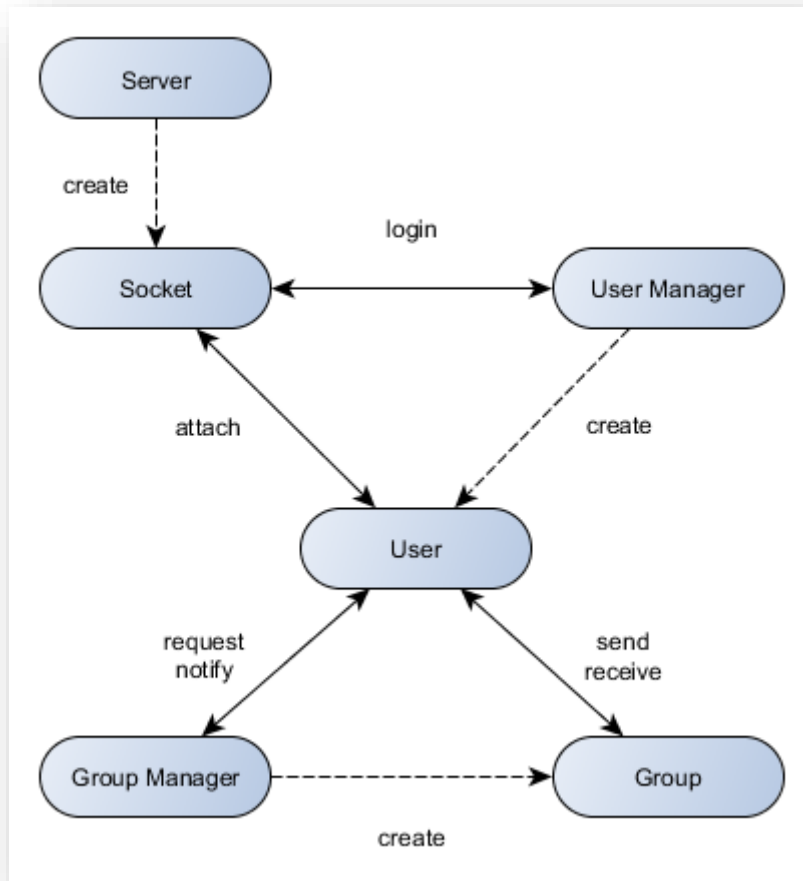 Server
create
login
Socket
User Manager
attach
create
User
request
notify
send
receive
Group Manager
Group
create